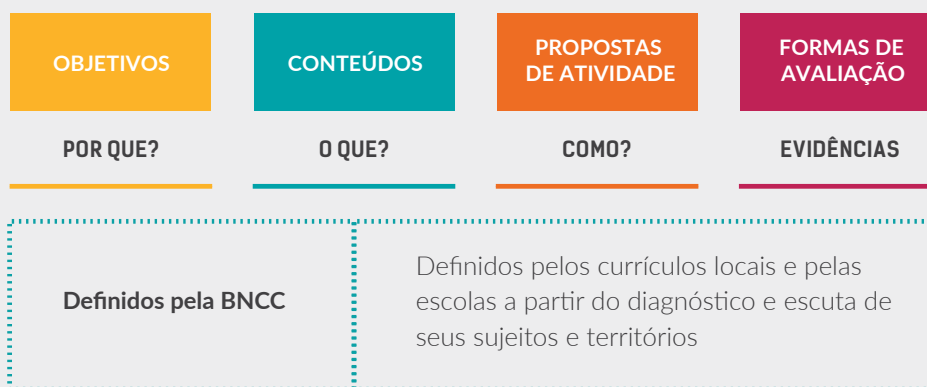 OBJETIVOS
CONTEÚDOS
PROPOSTAS
DE ATIVIDADE
FORMAS DE
AVALIAÇÃO
POR QUE?
O QUE?
COMO?
EVIDÊNCIAS
Definidos pela BNCC
Definidos pelos currículos locais e pelas
escolas a partir do diagnóstico e escuta de
seus sujeitos e territórios